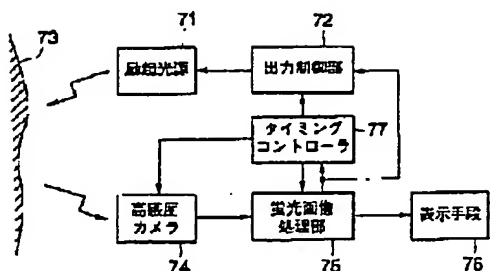 73
71
72
励起光源
出力制御部
タイミング
コントローラ
77
高感度
カメラ
74
蛍光画像
処理部
75
表示手段
76